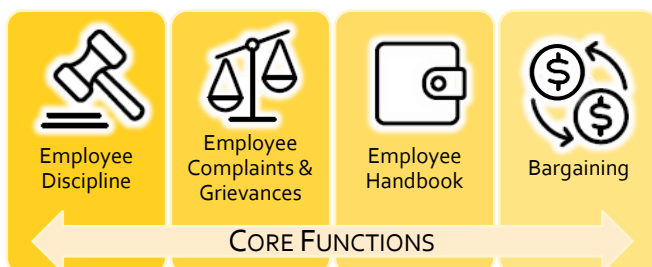 Employee
Discipline
Employee
Complaints &
Grievances
Employee
Handbook
$
$
Bargaining
CORE FUNCTIONS